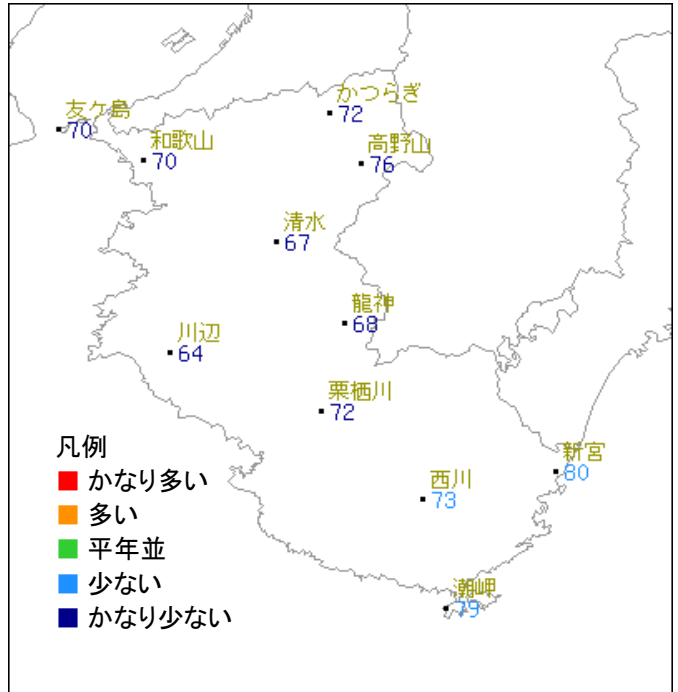 かつらぎ
72
友ケ島
70
和歌山
70
高野山
76
清水
67
龍神
68
川辺
64
栗栖川
72
新宮
80
西川
73
潮岬
79
凡例
かなり多い
多い
平年並
少ない
かなり少ない